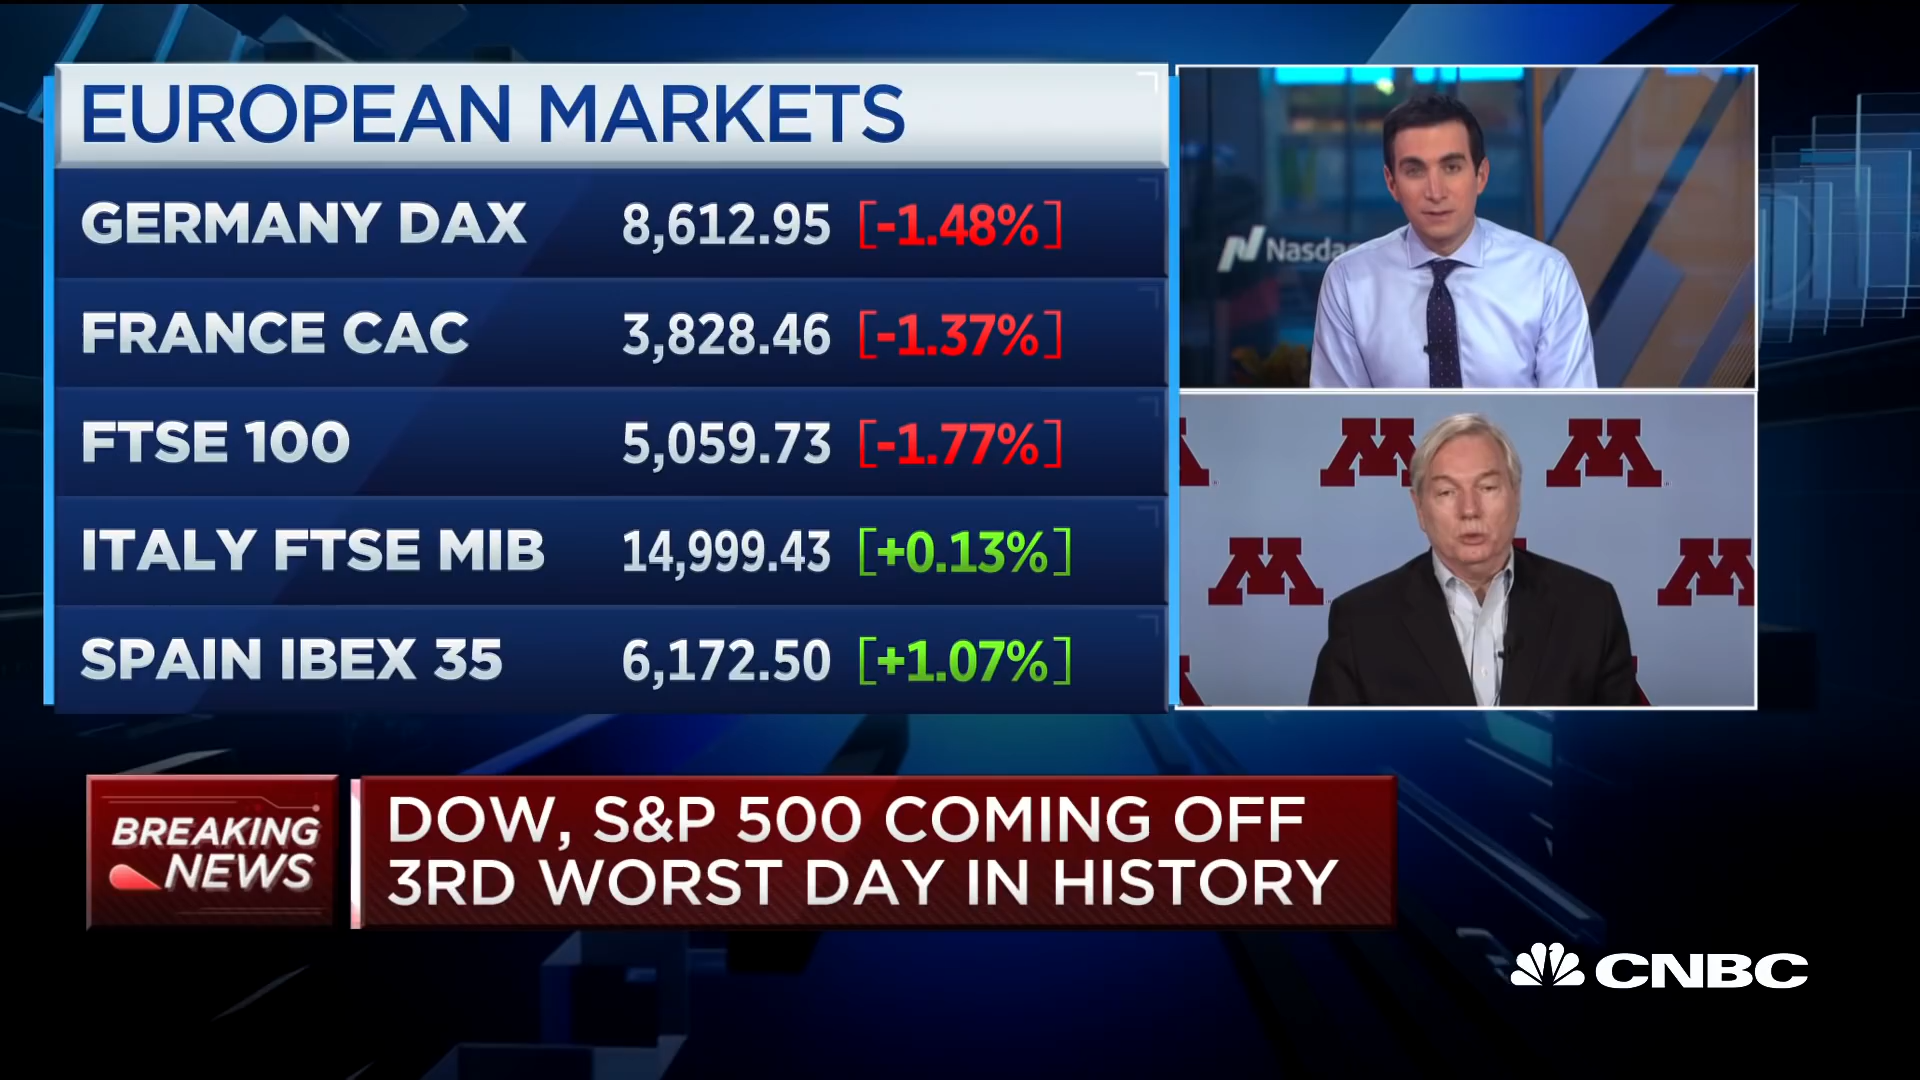 EUROPEAN MARKETS
GERMANY DAX 8,612.95 [-1.48%]
FRANCE CAC 3,828.46 [-1.37%]
FTSE 100 5,059.73 [-1.77%]
ITALY FTSE MIB 14,999.43 [+0.13%]
SPAIN IBEX 35 6,172.50 [+1.07%]
Nasda
M M M
M M
BREAKING
NEWS
DOW, S&P 500 COMING OFF
3RD WORST DAY IN HISTORY
CNBC